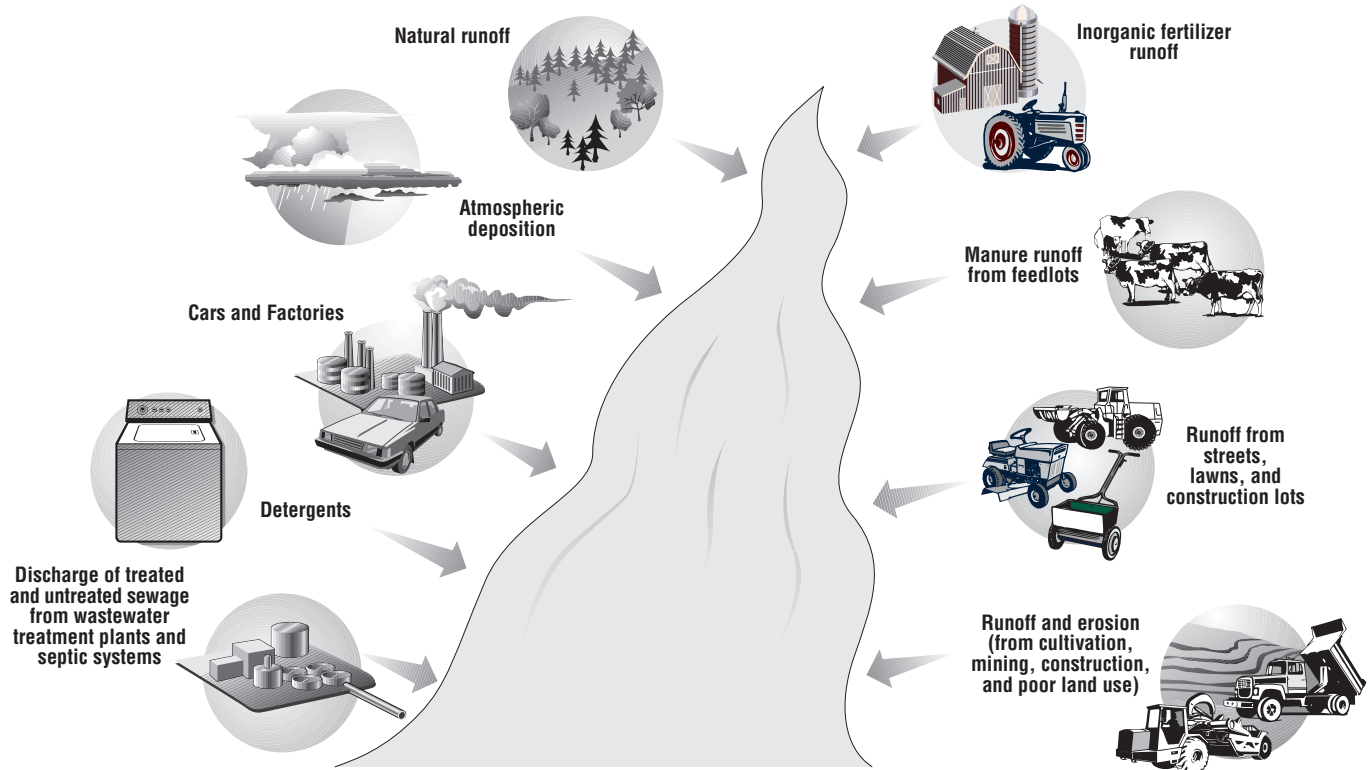 Natural runoff
Inorganic fertilizer
runoff
Atmospheric
deposition
Manure runoff
from feedlots
Cars and Factories
Runoff from
streets,
lawns, and
construction lots
Detergents
Discharge of treated
and untreated sewage
from wastewater
treatment plants and
septic systems
Runoff and erosion
(from cultivation,
mining, construction,
and poor land use)